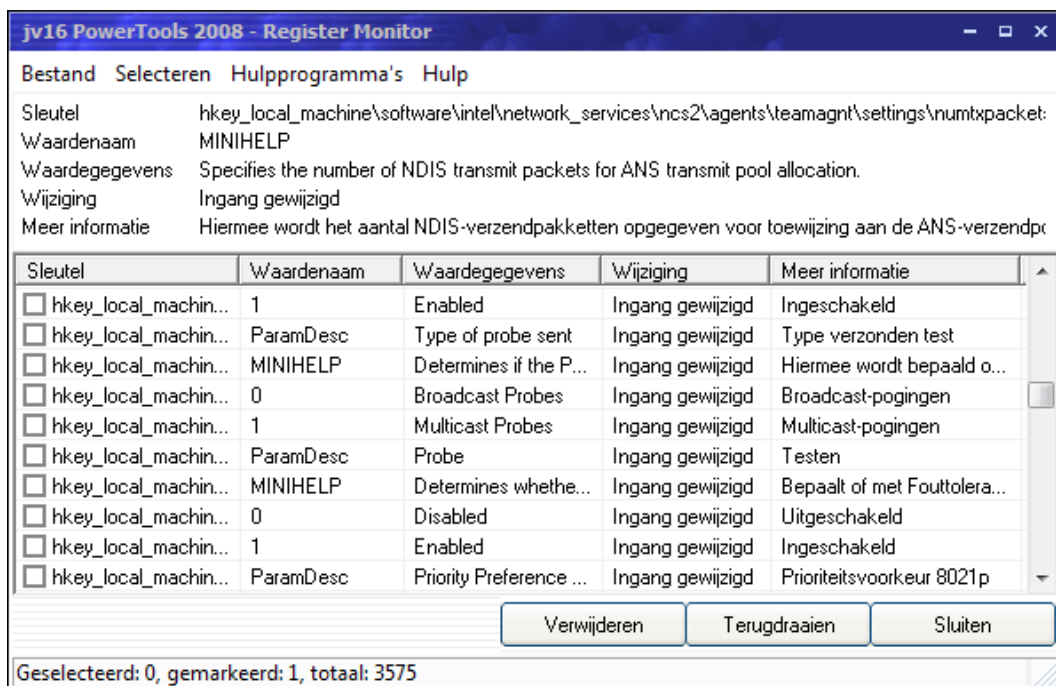 jv16 PowerTools 2008 - Register Monitor
Bestand Selecteren Hulpprogramma's Hulp
Sleutel hkey_local_machine\software\intel\network_services\ncs2\agents\teamagnt\settings\numtxpacket
Waardenaam MINIHELP
Waardegegevens Specifies the number of NDIS transmit packets for ANS transmit pool allocation.
Wijziging Ingang gewijzigd
Meer informatie Hiermee wordt het aantal NDIS-verzendpakketten opgegeven voor toewijzing aan de ANS-verzendpo
Sleutel Waardenaam Waardegegevens Wijziging Meer informatie
hkey_local_machin... 1 Enabled Ingang gewijzigd Ingeschakeld
hkey_local_machin... ParamDesc Type of probe sent Ingang gewijzigd Type verzonden test
hkey_local_machin... MINIHELP Determines if the P... Ingang gewijzigd Hiermee wordt bepaald o...
hkey_local_machin... 0 Broadcast Probes Ingang gewijzigd Broadcast-pogingen
hkey_local_machin... 1 Multicast Probes Ingang gewijzigd Multicast-pogingen
hkey_local_machin... ParamDesc Probe Ingang gewijzigd Testen
hkey_local_machin... MINIHELP Determines whethe... Ingang gewijzigd Bepaalt of met Fouttolera...
hkey_local_machin... 0 Disabled Ingang gewijzigd Uitgeschakeld
hkey_local_machin... 1 Enabled Ingang gewijzigd Ingeschakeld
hkey_local_machin... ParamDesc Priority Preference ... Ingang gewijzigd Prioriteitsvoorkeur 8021p
Verwijderen Terugdraaien Sluiten
Geselecteerd: 0, gemarkeerd: 1, totaal: 3575